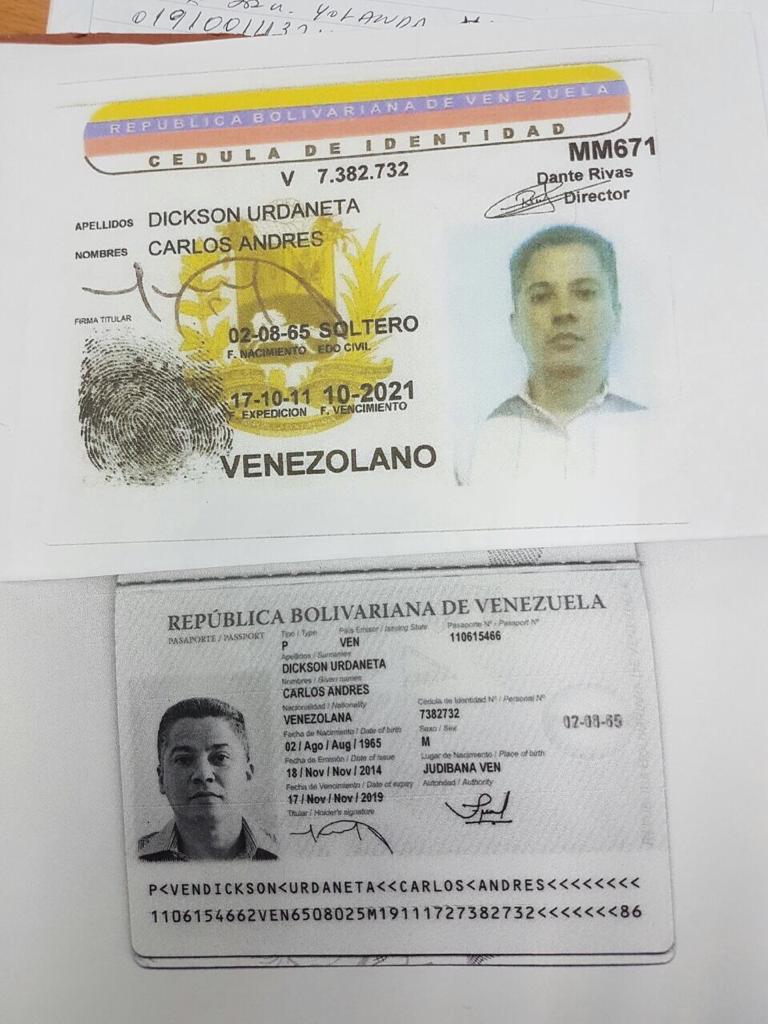 YOLANDA
REPÚBLICA BOLIVARIANA DE VENEZUELA
CEDULA DE IDENTIDAD
V 7.382.732
MM671
Dante Rivas
Director
APELLIDOS DICKSON URDANETA
NOMBRES CARLOS ANDRES
FIRMA TITULAR
02-08-65 SOLTERO
F. NACIMIENTO EDO CIVIL
17-10-11 10-2021
F. EXPEDICION F. VENCIMIENTO
VENEZOLANO
REPÚBLICA BOLIVARIANA DE VENEZUELA
PASAPORTE / PASSPORT
Tipo / Type País Emisor / Issuing State Pasaporte Nº - Passport Nº
P VEN 110615466
Apellidos / Surnames
DICKSON URDANETA
Nombres / Given names
CARLOS ANDRES
Nacionalidad / Nationality Cédula de Identidad Nº / Personal Nº
VENEZOLANA 7382732
02-08-65
Fecha de Nacimiento / Date of birth Sexo / Sex
02 / Ago / Aug / 1965 M
Fecha de Emisión / Date of issue Lugar de Nacimiento / Place of birth
18 / Nov / Nov / 2014 JUDIBANA VEN
Fecha de Vencimiento / Date of expiry Autoridad / Authority
17 / Nov / Nov / 2019
Titular / Holder's signature
P<VENDICKSON<URDANETA<<CARLOS<ANDRES<<<<<<<<
1106154662VEN6508025M19111727382732<<<<<<<86